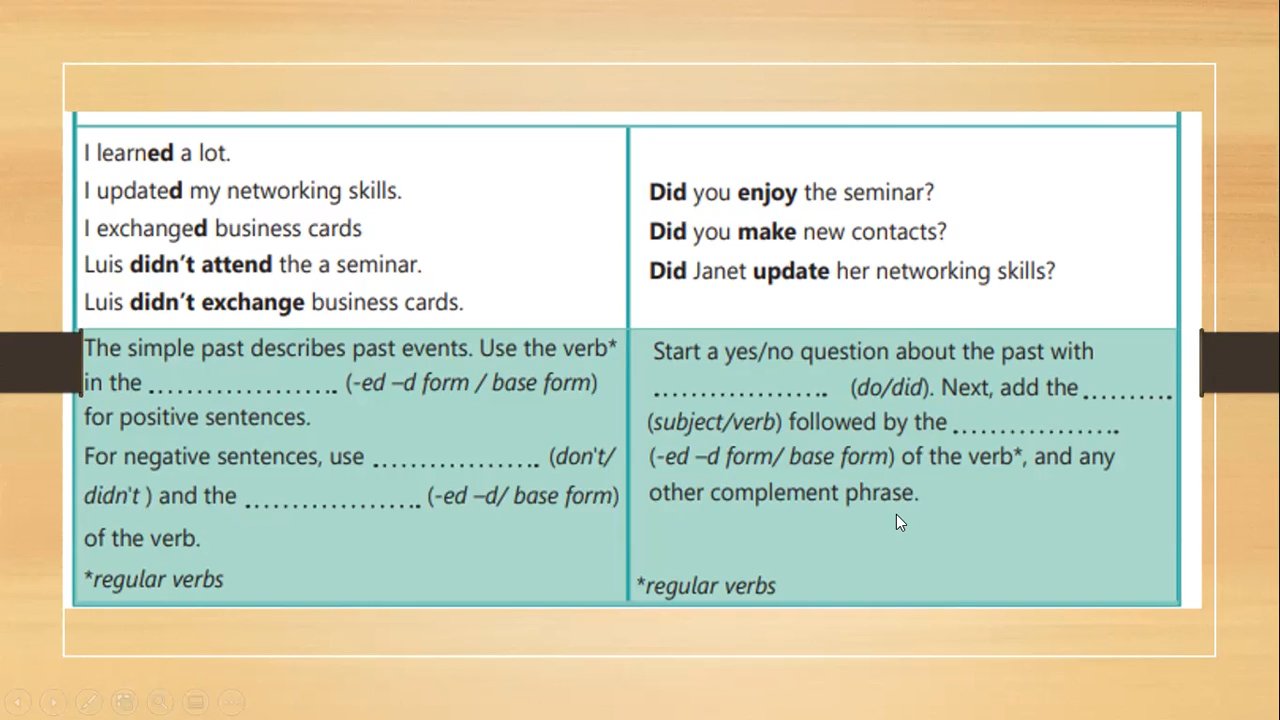 I learned a lot.
I updated my networking skills.
I exchanged business cards
Luis didn't attend the a seminar.
Luis didn't exchange business cards.
Did you enjoy the seminar?
Did you make new contacts?
Did Janet update her networking skills?
The simple past describes past events. Use the verb*
in the .................... (-ed –d form / base form)
for positive sentences.
For negative sentences, use .................. (don't/
didn't ) and the ................... (-ed –d/ base form)
of the verb.
*regular verbs
Start a yes/no question about the past with
................... (do/did). Next, add the ..........
(subject/verb) followed by the ..................
(-ed –d form/ base form) of the verb*, and any
other complement phrase.
*regular verbs